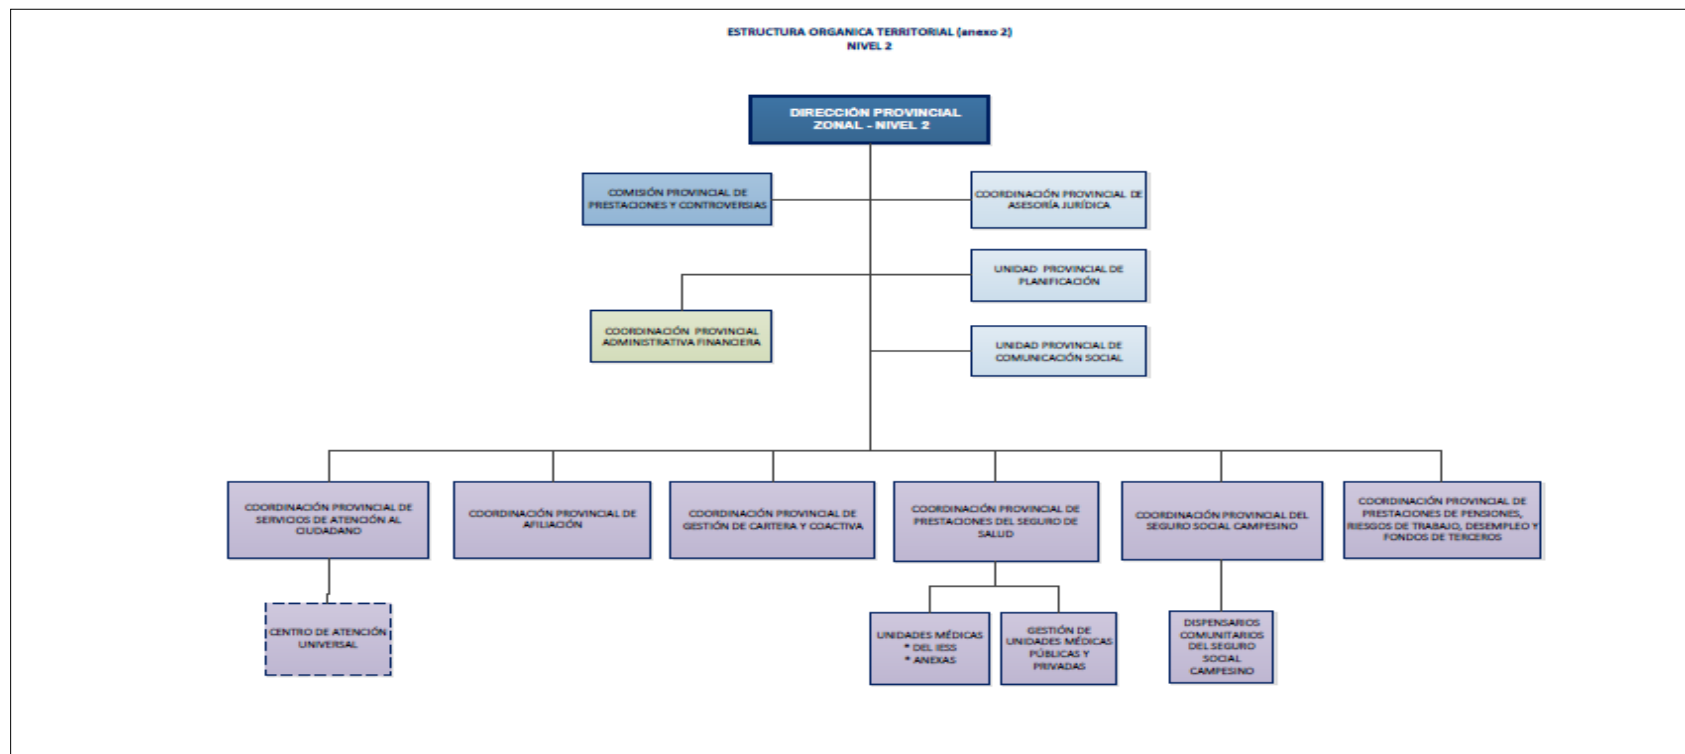 ESTRUCTURA ORGANICA TERRITORIAL (anexo 2)
NIVEL 2
DIRECCIÓN PROVINCIAL
ZONAL - NIVEL 2
COMISIÓN PROVINCIAL DE
PRESTACIONES Y CONTROVERSIAS
COORDINACIÓN PROVINCIAL DE
ASESORÍA JURÍDICA
UNIDAD PROVINCIAL DE
PLANIFICACIÓN
COORDINACIÓN PROVINCIAL
ADMINISTRATIVA FINANCIERA
UNIDAD PROVINCIAL DE
COMUNICACIÓN SOCIAL
COORDINACIÓN PROVINCIAL DE
SERVICIOS DE ATENCIÓN AL
CIUDADANO
COORDINACIÓN PROVINCIAL DE
AFILIACIÓN
COORDINACIÓN PROVINCIAL DE
GESTIÓN DE CARTERA Y COACTIVA
COORDINACIÓN PROVINCIAL DE
PRESTACIONES DEL SEGURO DE
SALUD
COORDINACIÓN PROVINCIAL DEL
SEGURO SOCIAL CAMPESINO
COORDINACIÓN PROVINCIAL DE
PRESTACIONES DE PENSIONES,
RIESGOS DE TRABAJO, DESEMPLEO Y
FONDOS DE TERCEROS
CENTRO DE ATENCIÓN
UNIVERSAL
UNIDADES MÉDICAS
* DEL IESS
* ANEXAS
GESTIÓN DE
UNIDADES MÉDICAS
PÚBLICAS Y
PRIVADAS
DISPENSARIOS
COMUNITARIOS
DEL SEGURO
SOCIAL
CAMPESINO